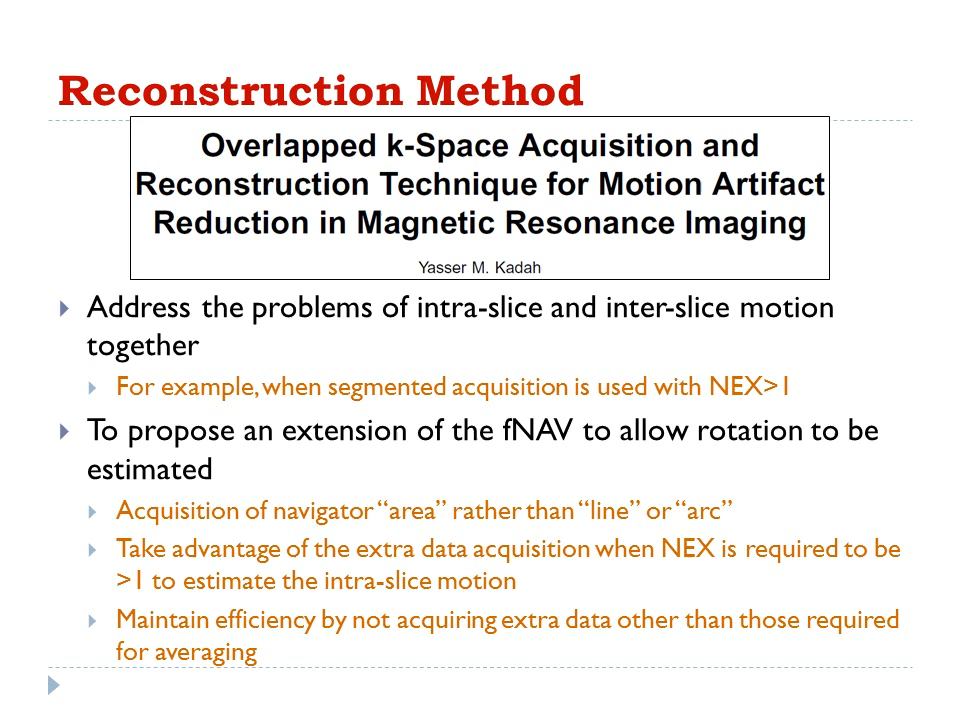 Reconstruction Method
Overlapped k-Space Acquisition and
Reconstruction Technique for Motion Artifact
Reduction in Magnetic Resonance Imaging
Yasser M. Kadah
Address the problems of intra-slice and inter-slice motion
together
For example, when segmented acquisition is used with NEX>1
To propose an extension of the fNAV to allow rotation to be
estimated
Acquisition of navigator “area” rather than “line” or “arc”
Take advantage of the extra data acquisition when NEX is required to be
>1 to estimate the intra-slice motion
Maintain efficiency by not acquiring extra data other than those required
for averaging